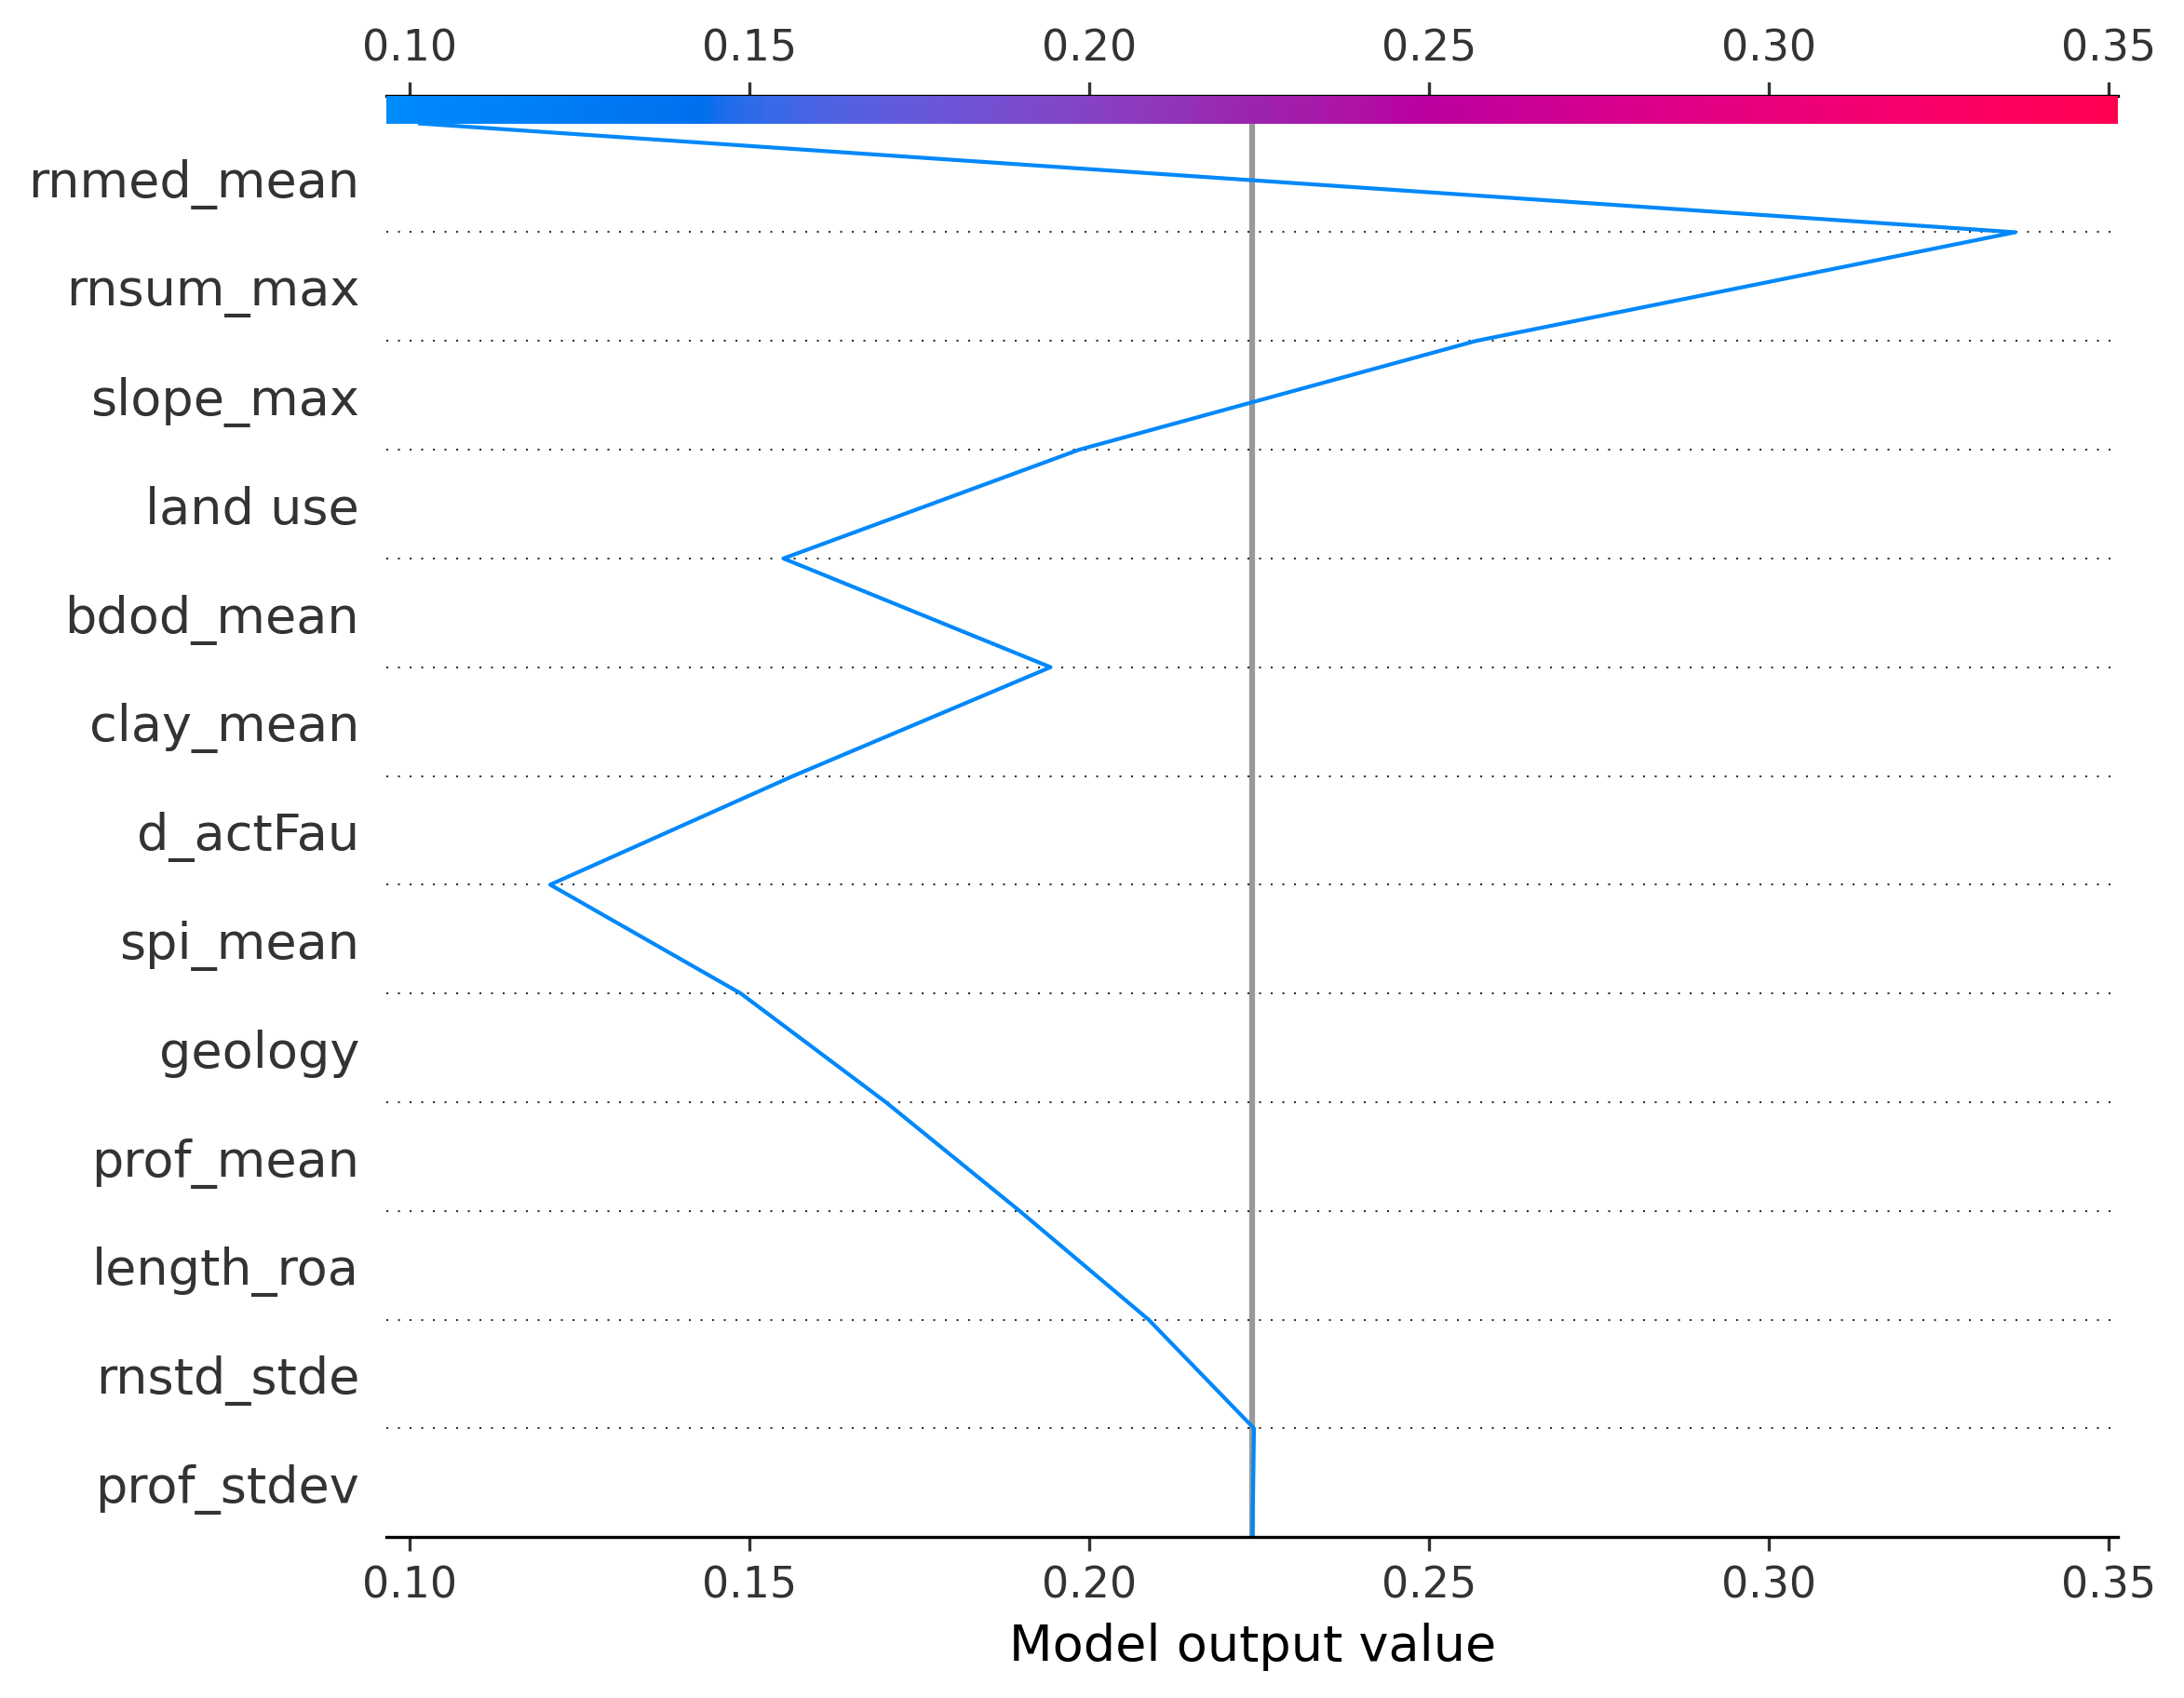 0.10 0.15 0.20 0.25 0.30 0.35
rnmed_mean
rnsum_max
slope_max
land use
bdod_mean
clay_mean
d_actFau
spi_mean
geology
prof_mean
length_roa
rnstd_stde
prof_stdev
0.10 0.15 0.20 0.25 0.30 0.35
Model output value